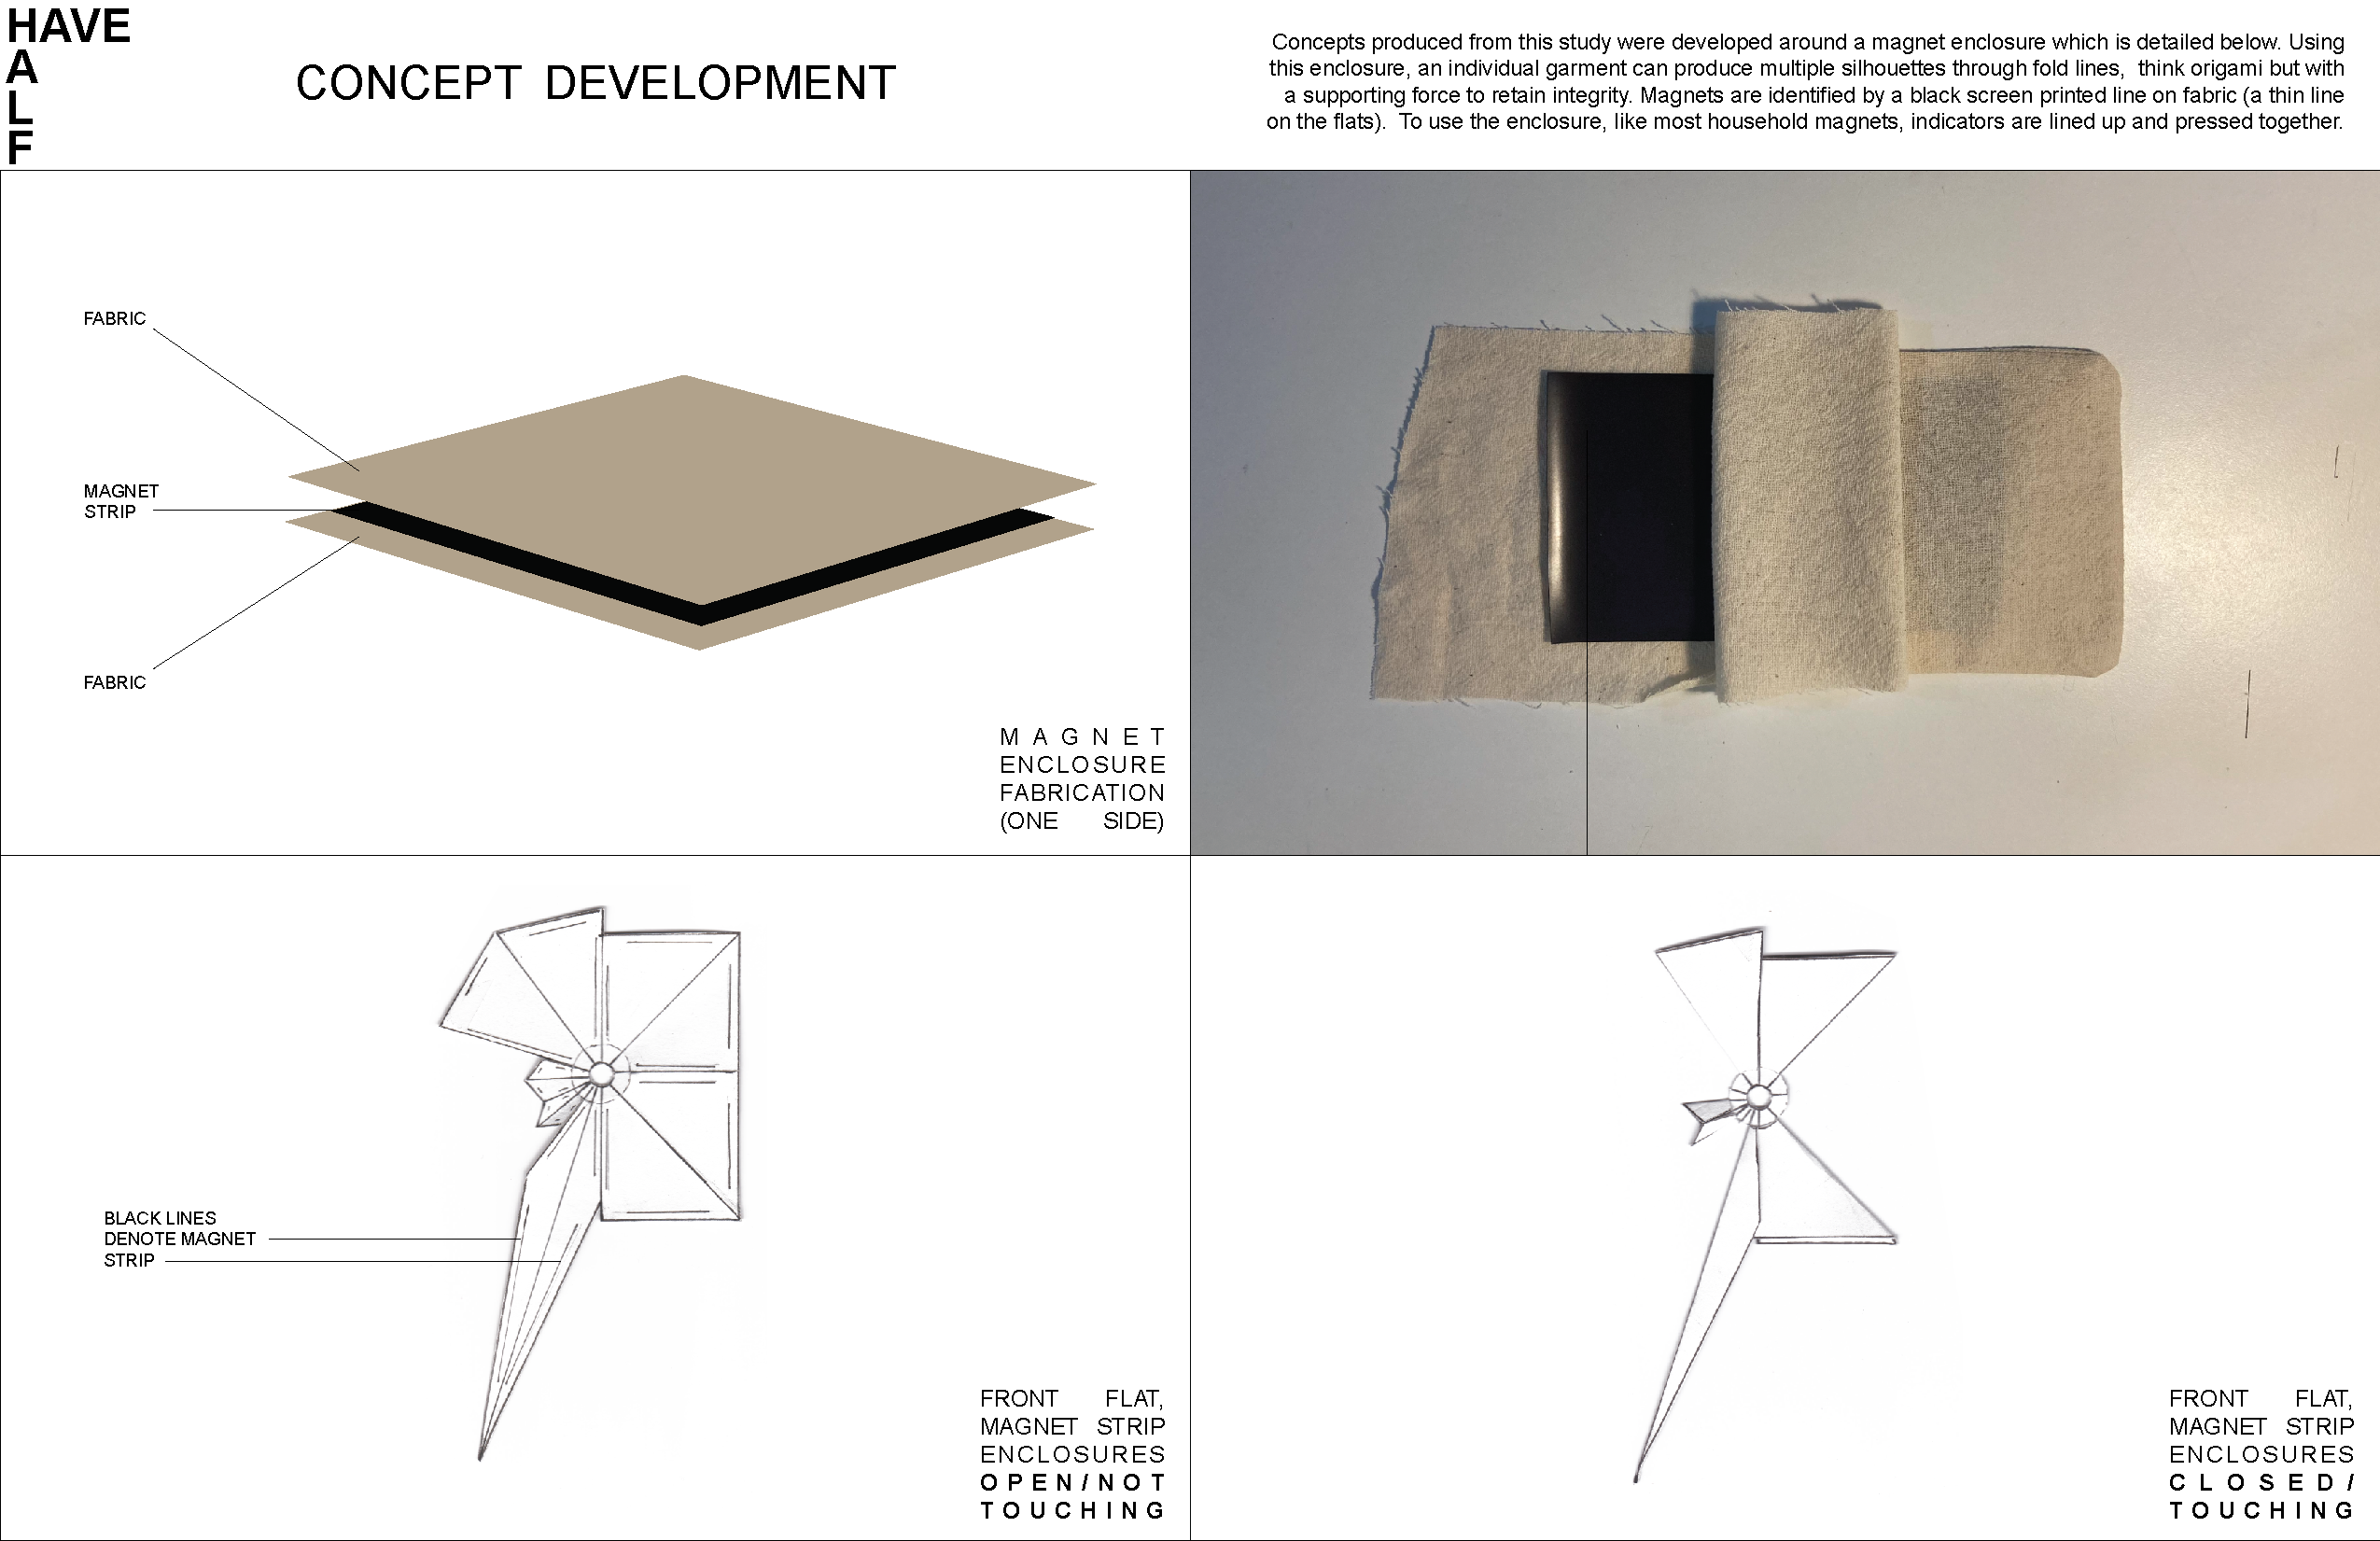 HAVE
A
L
F
CONCEPT DEVELOPMENT
Concepts produced from this study were developed around a magnet enclosure which is detailed below. Using
this enclosure, an individual garment can produce multiple silhouettes through fold lines, think origami but with
a supporting force to retain integrity. Magnets are identified by a black screen printed line on fabric (a thin line
on the flats). To use the enclosure, like most household magnets, indicators are lined up and pressed together.
FABRIC
MAGNET
STRIP
FABRIC
MAGNET
ENCLOSURE
FABRICATION
(ONE SIDE)
BLACK LINES
DENOTE MAGNET
STRIP
FRONT FLAT,
MAGNET STRIP
ENCLOSURES
OPEN/NOT
TOUCHING
FRONT FLAT,
MAGNET STRIP
ENCLOSURES
CLOSED/
TOUCHING